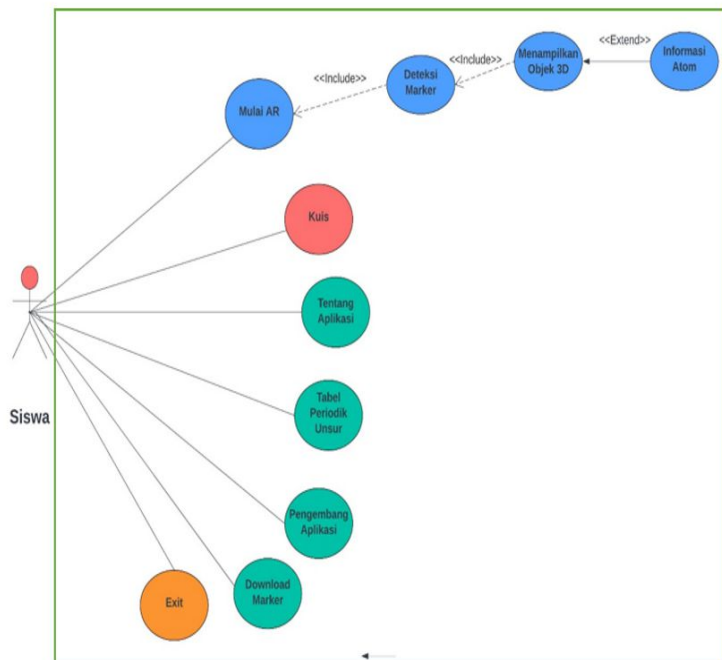 <<Extend>>
Menampilkan
Objek 3D
Informasi
Atom
<<Include>>
Deteksi
Marker
<<Include>>
Mulai AR
Kuis
Tentang
Aplikasi
Siswa
Tabel
Periodik
Unsur
Pengembang
Aplikasi
Download
Marker
Exit